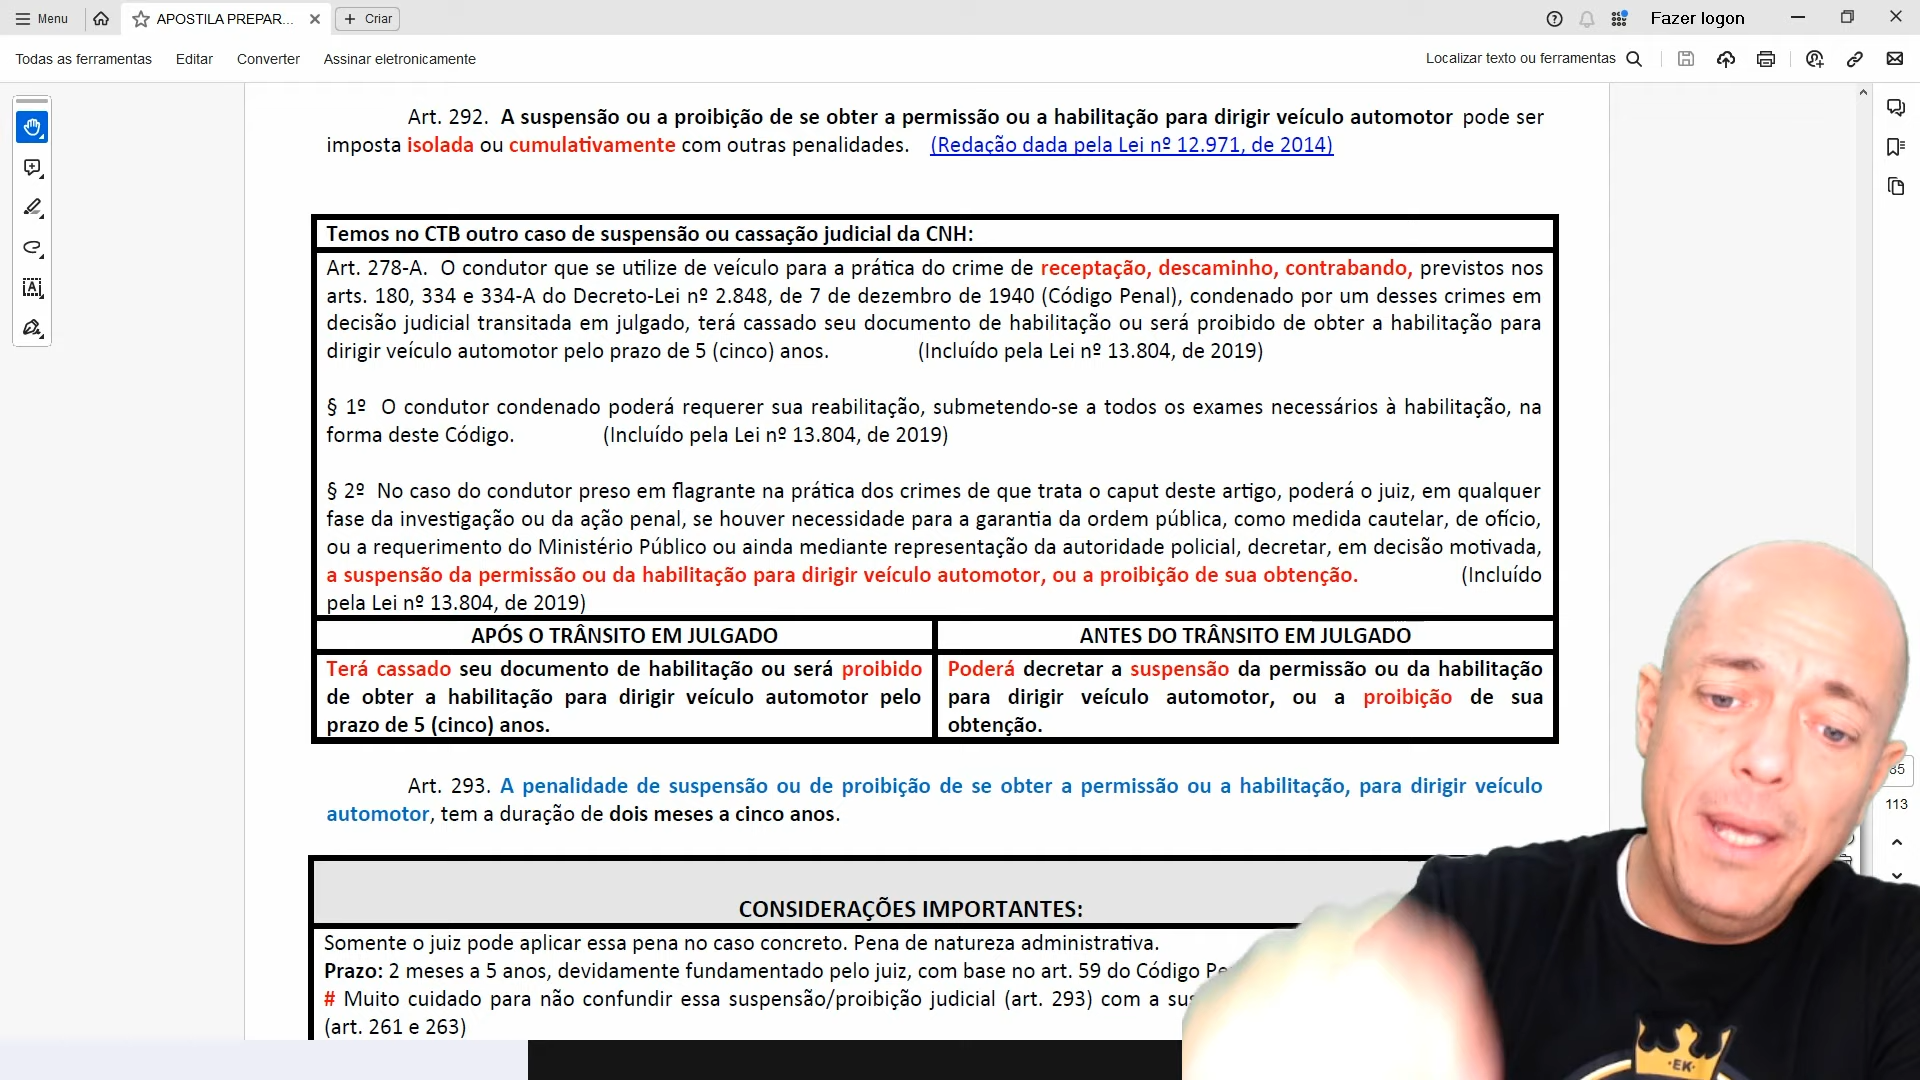 Menu
APOSTILA PREPAR...
Criar
Fazer logon
Todas as ferramentas
Editar
Converter
Assinar eletronicamente
Localizar texto ou ferramentas
Art. 292. A suspensão ou a proibição de se obter a permissão ou a habilitação para dirigir veículo automotor pode ser
imposta isolada ou cumulativamente com outras penalidades. (Redação dada pela Lei nº 12.971, de 2014)
Temos no CTB outro caso de suspensão ou cassação judicial da CNH:
Art. 278-A. O condutor que se utilize de veículo para a prática do crime de receptação, descaminho, contrabando, previstos nos
arts. 180, 334 e 334-A do Decreto-Lei nº 2.848, de 7 de dezembro de 1940 (Código Penal), condenado por um desses crimes em
decisão judicial transitada em julgado, terá cassado seu documento de habilitação ou será proibido de obter a habilitação para
dirigir veículo automotor pelo prazo de 5 (cinco) anos. (Incluído pela Lei nº 13.804, de 2019)
§ 1º O condutor condenado poderá requerer sua reabilitação, submetendo-se a todos os exames necessários à habilitação, na
forma deste Código. (Incluído pela Lei nº 13.804, de 2019)
§ 2º No caso do condutor preso em flagrante na prática dos crimes de que trata o caput deste artigo, poderá o juiz, em qualquer
fase da investigação ou da ação penal, se houver necessidade para a garantia da ordem pública, como medida cautelar, de ofício,
ou a requerimento do Ministério Público ou ainda mediante representação da autoridade policial, decretar, em decisão motivada,
a suspensão da permissão ou da habilitação para dirigir veículo automotor, ou a proibição de sua obtenção. (Incluído
pela Lei nº 13.804, de 2019)
APÓS O TRÂNSITO EM JULGADO
Terá cassado seu documento de habilitação ou será proibido
de obter a habilitação para dirigir veículo automotor pelo
prazo de 5 (cinco) anos.
ANTES DO TRÂNSITO EM JULGADO
Poderá decretar a suspensão da permissão ou da habilitação
para dirigir veículo automotor, ou a proibição de sua
obtenção.
Art. 293. A penalidade de suspensão ou de proibição de se obter a permissão ou a habilitação, para dirigir veículo
automotor, tem a duração de dois meses a cinco anos.
CONSIDERAÇÕES IMPORTANTES:
Somente o juiz pode aplicar essa pena no caso concreto. Pena de natureza administrativa.
Prazo: 2 meses a 5 anos, devidamente fundamentado pelo juiz, com base no art. 59 do Código
# Muito cuidado para não confundir essa suspensão/proibição judicial (art. 293) com a
(art. 261 e 263)
113
EK